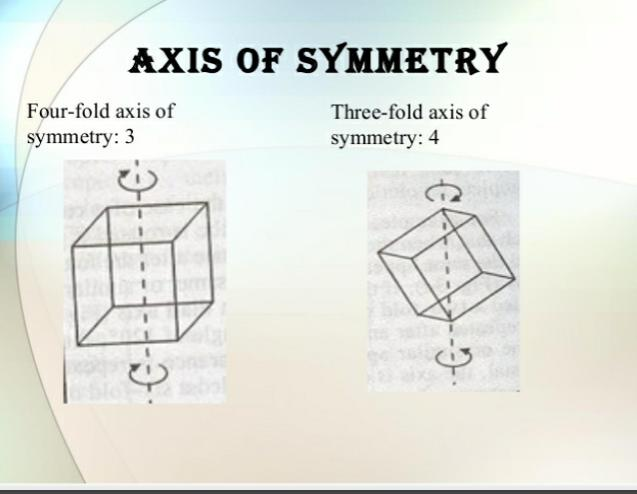 AXIS OF SYMMETRY
Four-fold axis of
symmetry: 3
Three-fold axis of
symmetry: 4